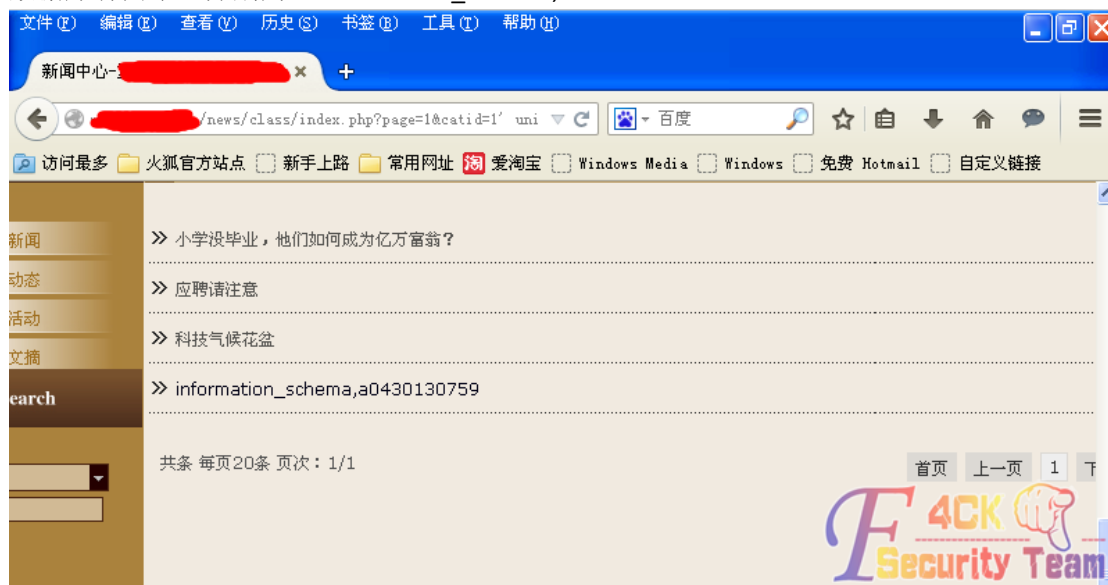 文件(F) 编辑(E) 查看(V) 历史(S) 书签(B) 工具(T) 帮助(H)
新闻中心-
/news/class/index.php?page=1&catid=1' uni
百度
访问最多 火狐官方站点 新手上路 常用网址 淘 爱淘宝 Windows Media Windows 免费 Hotmail 自定义链接
新闻
动态
活动
文摘
earch
小学没毕业，他们如何成为亿万富翁？
应聘请注意
科技气候花盆
information_schema,a0430130759
共条 每页20条 页次：1/1
首页 上一页 1 下
F4CK
Security Team